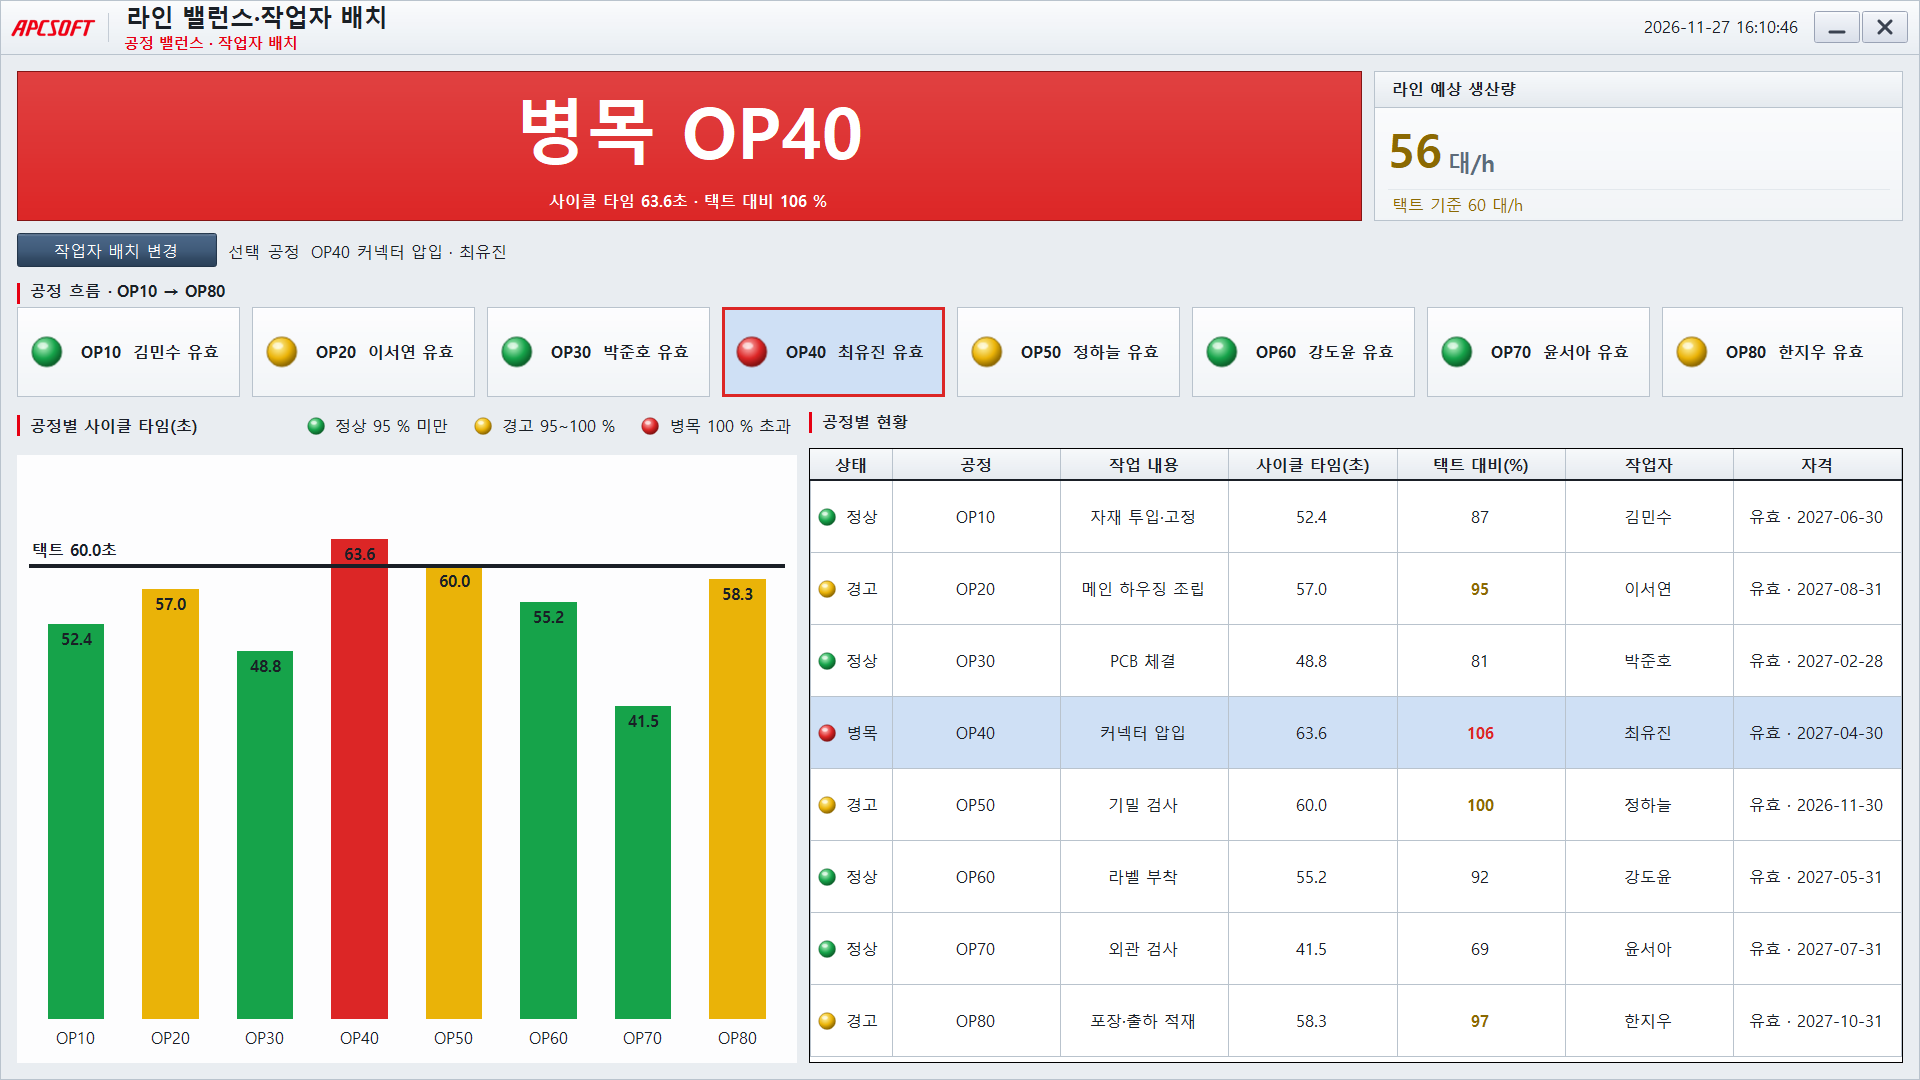 APCSOFT
라인 밸런스·작업자 배치
공정 밸런스 · 작업자 배치
2026-11-27 16:10:46
병목 OP40
사이클 타임 63.6초 · 택트 대비 106 %
라인 예상 생산량
56 대/h
택트 기준 60 대/h
작업자 배치 변경
선택 공정 OP40 커넥터 압입 · 최유진
공정 흐름 · OP10 → OP80
OP10 김민수 유효
OP20 이서연 유효
OP30 박준호 유효
OP40 최유진 유효
OP50 정하늘 유효
OP60 강도윤 유효
OP70 윤서아 유효
OP80 한지우 유효
공정별 사이클 타임(초)
정상 95 % 미만
경고 95~100 %
병목 100 % 초과
택트 60.0초
52.4
57.0
48.8
63.6
60.0
55.2
41.5
58.3
OP10 OP20 OP30 OP40 OP50 OP60 OP70 OP80
공정별 현황
상태 공정 작업 내용 사이클 타임(초) 택트 대비(%) 작업자 자격
정상 OP10 자재 투입·고정 52.4 87 김민수 유효 · 2027-06-30
경고 OP20 메인 하우징 조립 57.0 95 이서연 유효 · 2027-08-31
정상 OP30 PCB 체결 48.8 81 박준호 유효 · 2027-02-28
병목 OP40 커넥터 압입 63.6 106 최유진 유효 · 2027-04-30
경고 OP50 기밀 검사 60.0 100 정하늘 유효 · 2026-11-30
정상 OP60 라벨 부착 55.2 92 강도윤 유효 · 2027-05-31
정상 OP70 외관 검사 41.5 69 윤서아 유효 · 2027-07-31
경고 OP80 포장·출하 적재 58.3 97 한지우 유효 · 2027-10-31